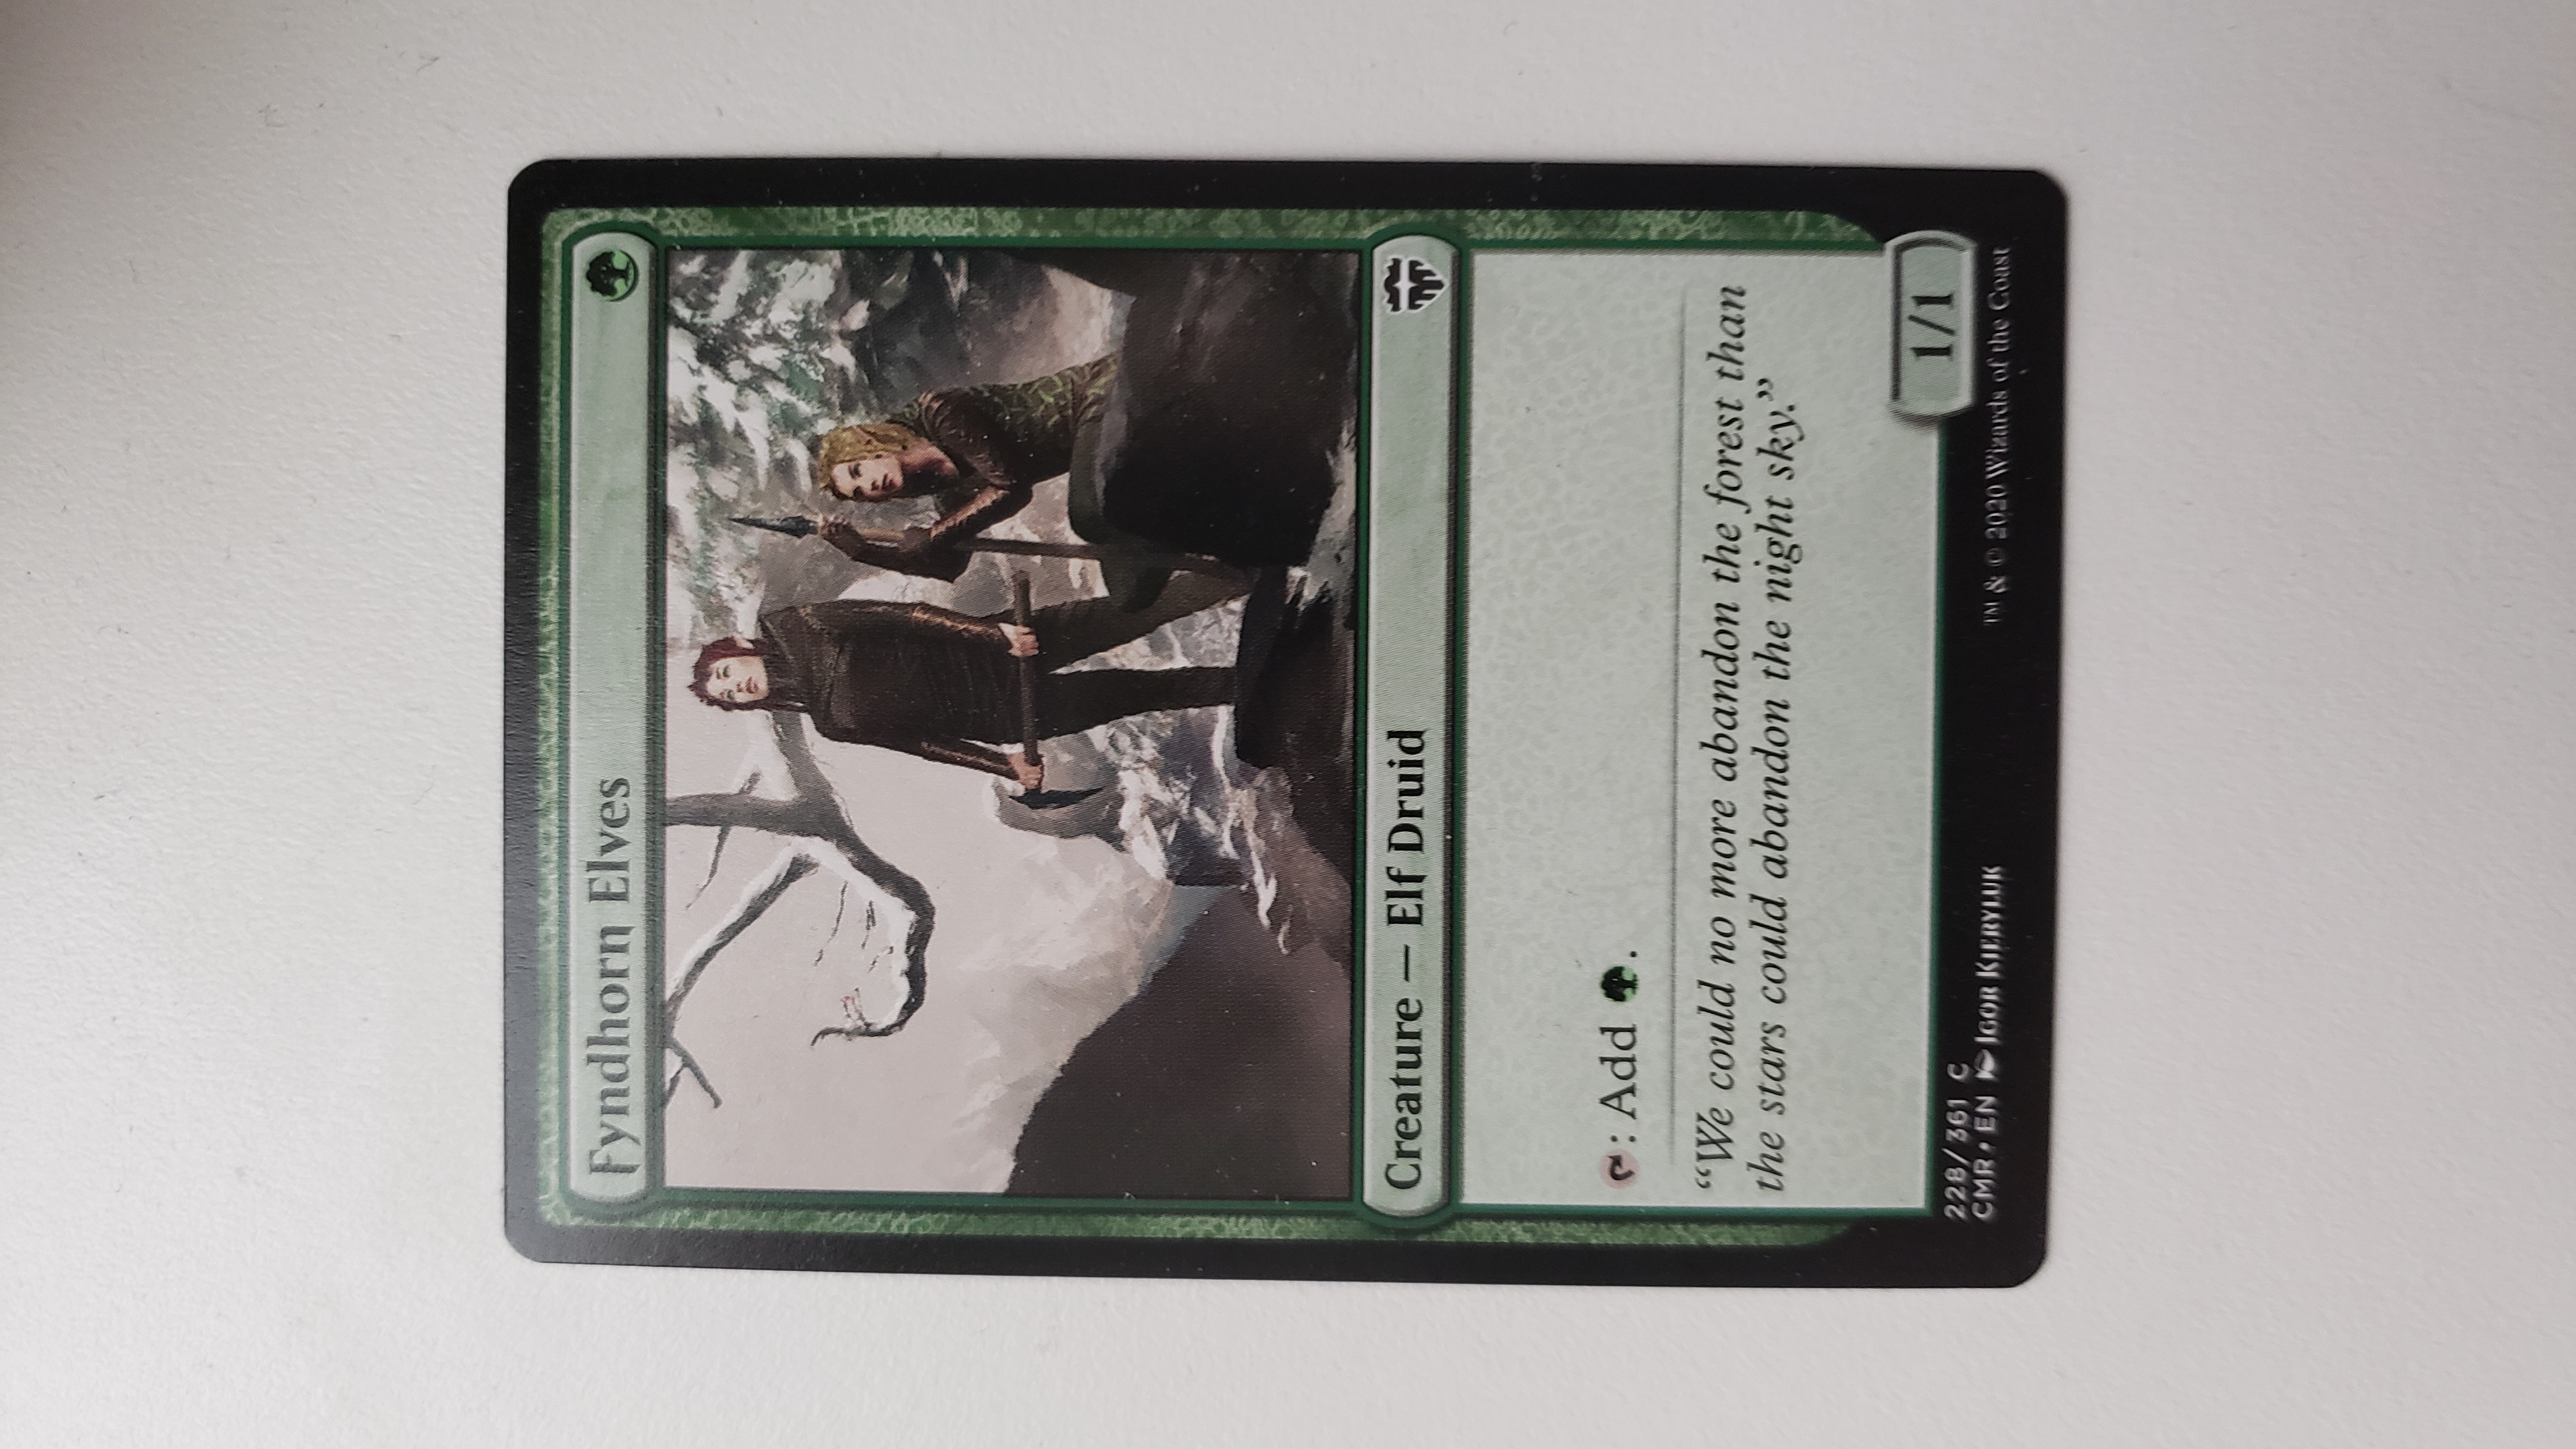 Fyndhorn Elves
Creature — Elf Druid
: Add .
“We could no more abandon the forest than
the stars could abandon the night sky.”
1/1
228/361 C
CMR • EN IGOR KIERYLUK
™ & © 2020 Wizards of the Coast